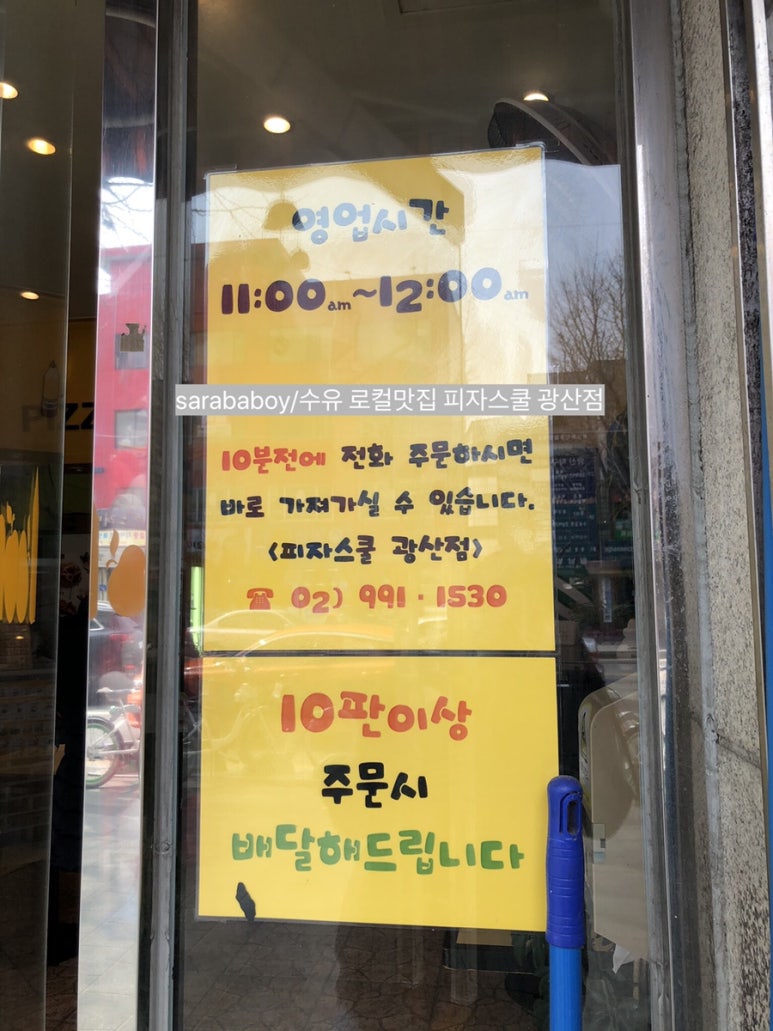 영업시간
11:00am~12:00am
sarababoy/수유 로컬맛집 피자스쿨 광산점
PIZZ
10분전에 전화 주문하시면
바로 가져가실 수 있습니다.
<피자스쿨 광산점>
☎ 02) 991-1530
10판이상
주문시
배달해드립니다